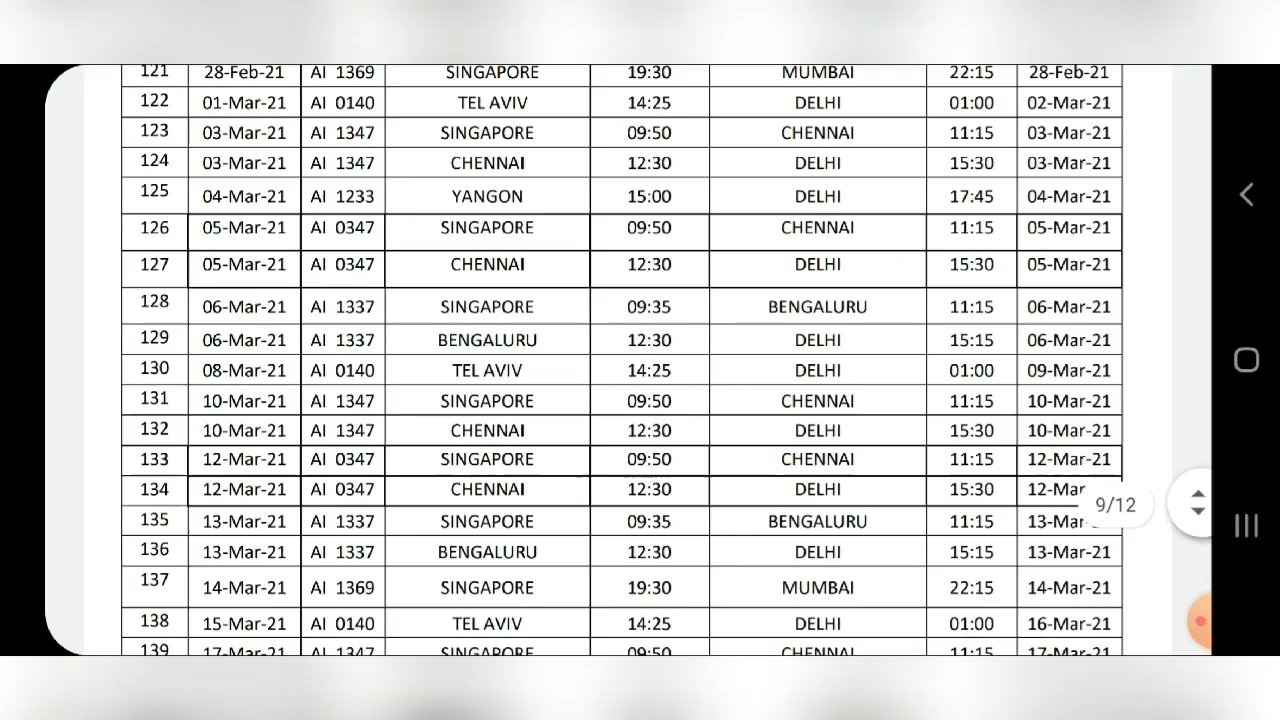 121 28-Feb-21 AI 1369 SINGAPORE 19:30 MUMBAI 22:15 28-Feb-21
122 01-Mar-21 AI 0140 TEL AVIV 14:25 DELHI 01:00 02-Mar-21
123 03-Mar-21 AI 1347 SINGAPORE 09:50 CHENNAI 11:15 03-Mar-21
124 03-Mar-21 AI 1347 CHENNAI 12:30 DELHI 15:30 03-Mar-21
125 04-Mar-21 AI 1233 YANGON 15:00 DELHI 17:45 04-Mar-21
126 05-Mar-21 AI 0347 SINGAPORE 09:50 CHENNAI 11:15 05-Mar-21
127 05-Mar-21 AI 0347 CHENNAI 12:30 DELHI 15:30 05-Mar-21
128 06-Mar-21 AI 1337 SINGAPORE 09:35 BENGALURU 11:15 06-Mar-21
129 06-Mar-21 AI 1337 BENGALURU 12:30 DELHI 15:15 06-Mar-21
130 08-Mar-21 AI 0140 TEL AVIV 14:25 DELHI 01:00 09-Mar-21
131 10-Mar-21 AI 1347 SINGAPORE 09:50 CHENNAI 11:15 10-Mar-21
132 10-Mar-21 AI 1347 CHENNAI 12:30 DELHI 15:30 10-Mar-21
133 12-Mar-21 AI 0347 SINGAPORE 09:50 CHENNAI 11:15 12-Mar-21
134 12-Mar-21 AI 0347 CHENNAI 12:30 DELHI 15:30 12-Mar
9/12
135 13-Mar-21 AI 1337 SINGAPORE 09:35 BENGALURU 11:15 13-Mar-
136 13-Mar-21 AI 1337 BENGALURU 12:30 DELHI 15:15 13-Mar-21
137 14-Mar-21 AI 1369 SINGAPORE 19:30 MUMBAI 22:15 14-Mar-21
138 15-Mar-21 AI 0140 TEL AVIV 14:25 DELHI 01:00 16-Mar-21
139 17-Mar-21 AI 1347 SINGAPORE 09:50 CHENNAI 11:15 17-Mar-21